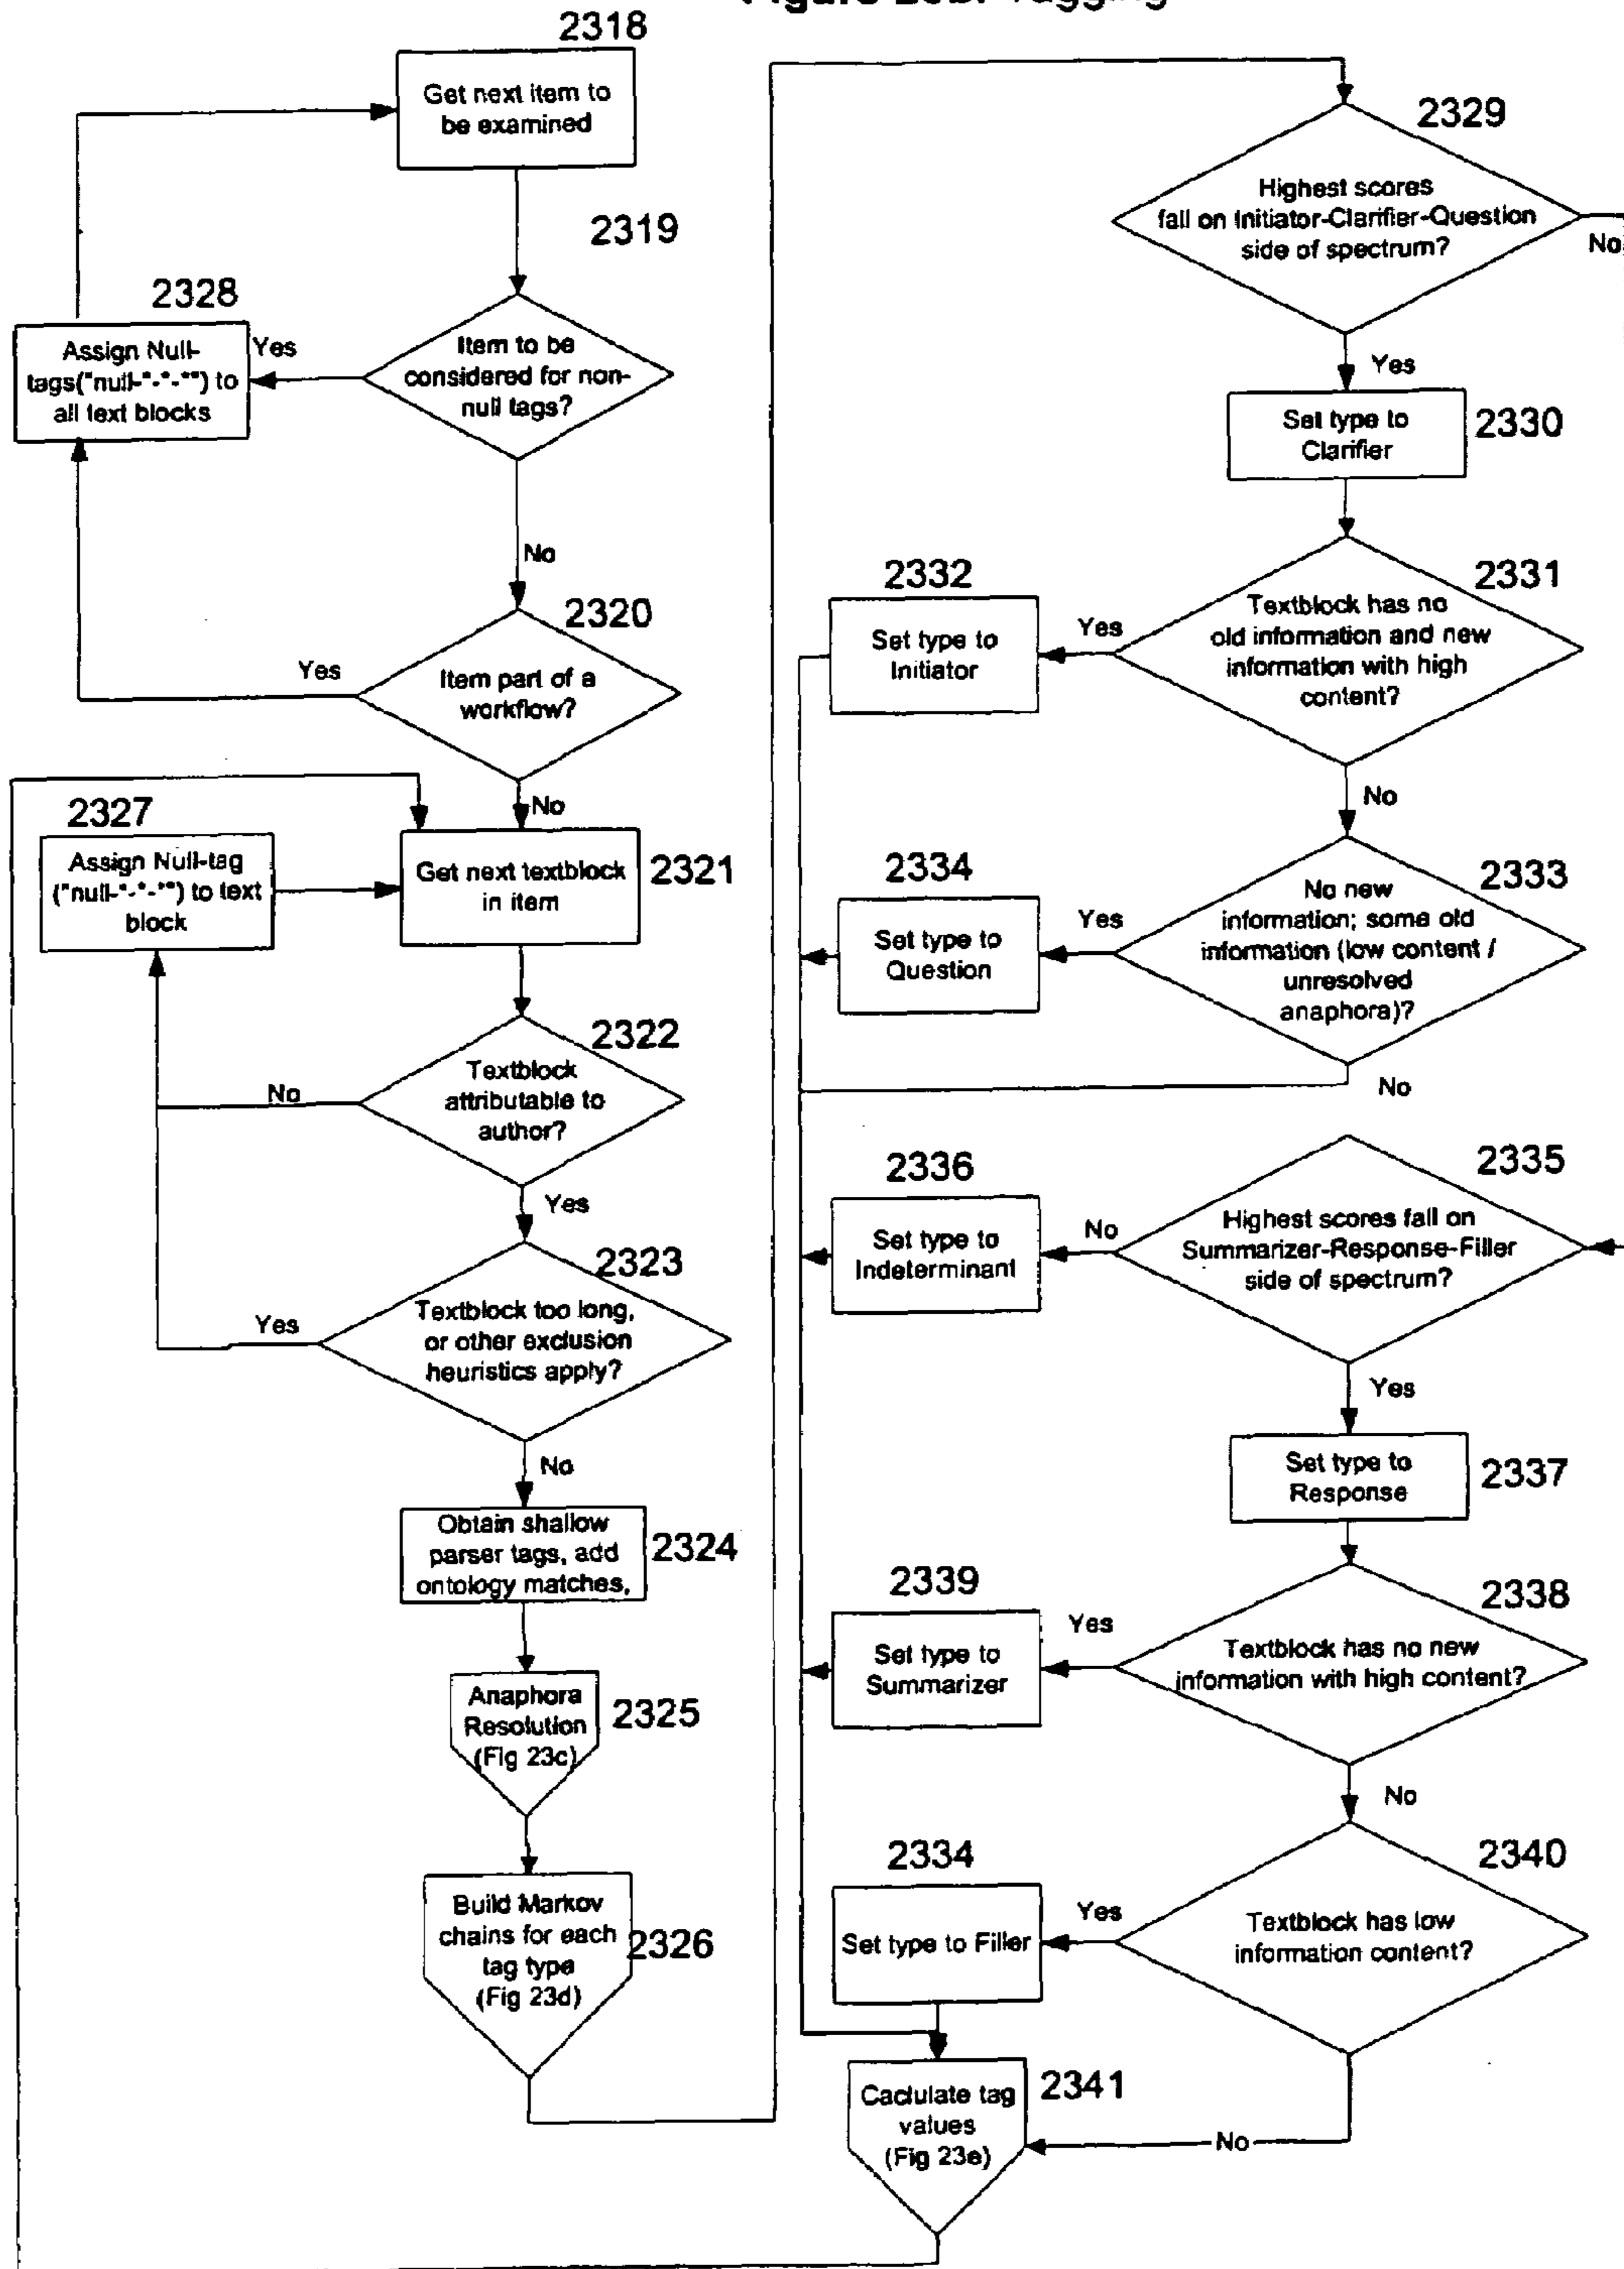 2318
Get next item to
be examined
2319
2328
Assign Null-
tags("null-*-*-*") to
all text blocks
Yes
Item to be
considered for non-
null tags?
No
2320
Yes
Item part of a
workflow?
No
2327
Assign Null-tag
("null-*-*-*") to text
block
Get next textblock
in item
2321
2322
Textblock
attributable to
author?
No
Yes
2323
Textblock too long,
or other exclusion
heuristics apply?
Yes
No
Obtain shallow
parser tags, add
ontology matches,
2324
Anaphora
Resolution
(Fig 23c)
2325
Build Markov
chains for each
tag type
(Fig 23d)
2326
2329
Highest scores
fall on Initiator-Clarifier-Question
side of spectrum?
No
Yes
Set type to
Clarifier
2330
2331
Textblock has no
old information and new
information with high
content?
2332
Set type to
Initiator
Yes
No
2333
No new
information; some old
information (low content /
unresolved
anaphora)?
2334
Set type to
Question
Yes
No
2335
Highest scores fall on
Summarizer-Response-Filler
side of spectrum?
2336
Set type to
Indeterminant
No
Yes
Set type to
Response
2337
2338
Textblock has no new
information with high content?
2339
Set type to
Summarizer
Yes
No
2340
Textblock has low
information content?
2334
Set type to Filler
Yes
Caclulate tag
values
(Fig 23e)
2341
No